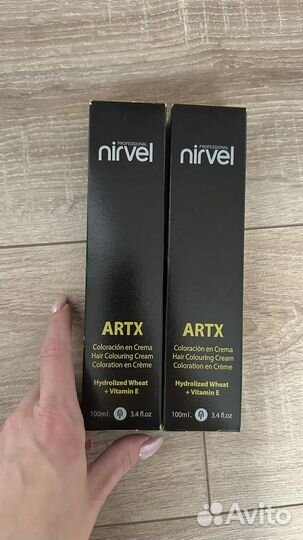 PROFESSIONAL
nirvel
ARTX
Coloración en Crema
Hair Colouring Cream
Coloration en Crème
Hydrolized Wheat
+ Vitamin E
100ml. 3.4 fl.oz
PROFESSIONAL
nirvel
ARTX
Coloración en Crema
Hair Colouring Cream
Coloration en Crème
Hydrolized Wheat
+ Vitamin E
100ml. 3.4 fl.oz
Avito